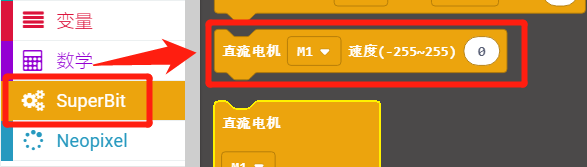 变量
数学
SuperBit
Neopixel
直流电机 M1 速度(-255~255) 0
直流电机
M1